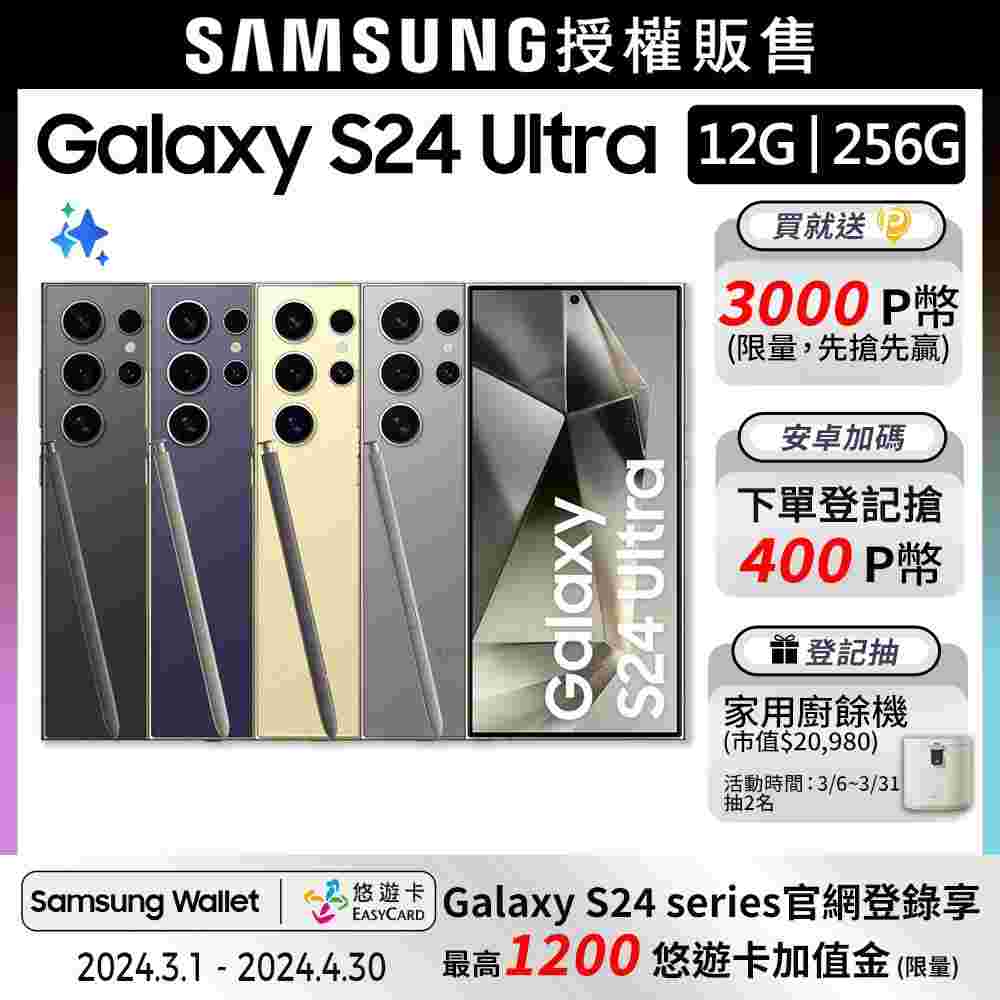 SAMSUNG授權販售
Galaxy S24 Ultra
12G | 256G
買就送 P
3000 P幣
(限量，先搶先贏)
安卓加碼
下單登記搶
400 P幣
登記抽
家用廚餘機
(市值$20,980)
活動時間：3/6~3/31
抽2名
Galaxy
S24 Ultra
Samsung Wallet
悠遊卡
EASYCARD
2024.3.1 - 2024.4.30
Galaxy S24 series官網登錄享
最高1200 悠遊卡加值金 (限量)